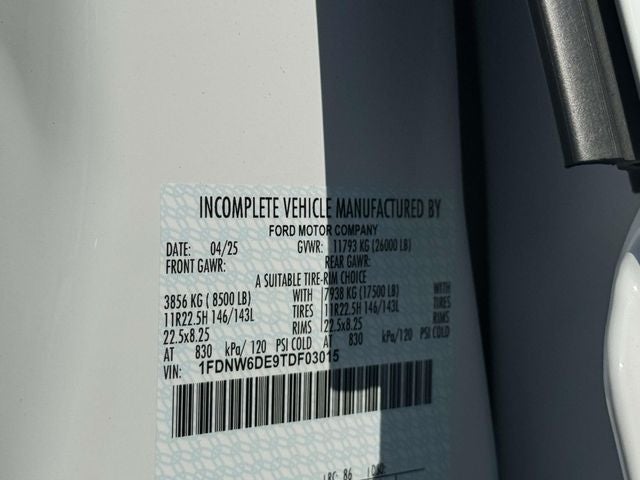 INCOMPLETE VEHICLE MANUFACTURED BY
FORD MOTOR COMPANY
DATE: 04/25 GVWR: 11793 KG (26000 LB)
FRONT GAWR: REAR GAWR:
A SUITABLE TIRE-RIM CHOICE
3856 KG ( 8500 LB) WITH 7938 KG (17500 LB) WITH
11R22.5H 146/143L TIRES 11R22.5H 146/143L TIRES
22.5x8.25 RIMS 22.5x8.25 RIMS
AT 830 kPa/ 120 PSI COLD AT 830 kPa/120 PSI COLD
VIN: 1FDNW6DE9TDF03015
86